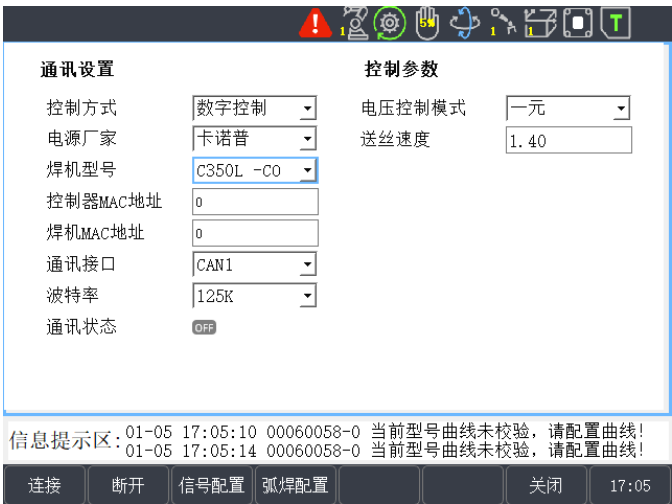 1 5% 1 1 T
通讯设置 控制参数
控制方式 数字控制 电压控制模式 一元
电源厂家 卡诺普 送丝速度 1.40
焊机型号 C350L -CO
控制器MAC地址 0
焊机MAC地址 0
通讯接口 CAN1
波特率 125K
通讯状态 OFF
信息提示区: 01-05 17:05:10 00060058-0 当前型号曲线未校验，请配置曲线!
01-05 17:05:14 00060058-0 当前型号曲线未校验，请配置曲线!
连接 断开 信号配置 弧焊配置 关闭 17:05